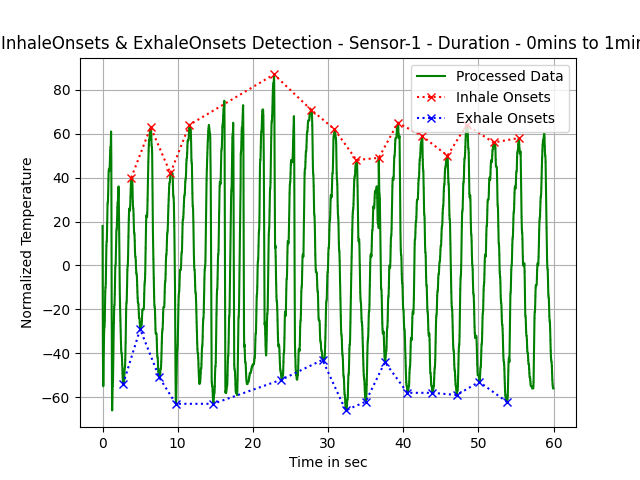 InhaleOnsets & ExhaleOnsets Detection - Sensor-1 - Duration - 0mins to 1mi
Processed Data
Inhale Onsets
Exhale Onsets
Normalized Temperature
80
60
40
20
0
−20
−40
−60
0 10 20 30 40 50 60
Time in sec